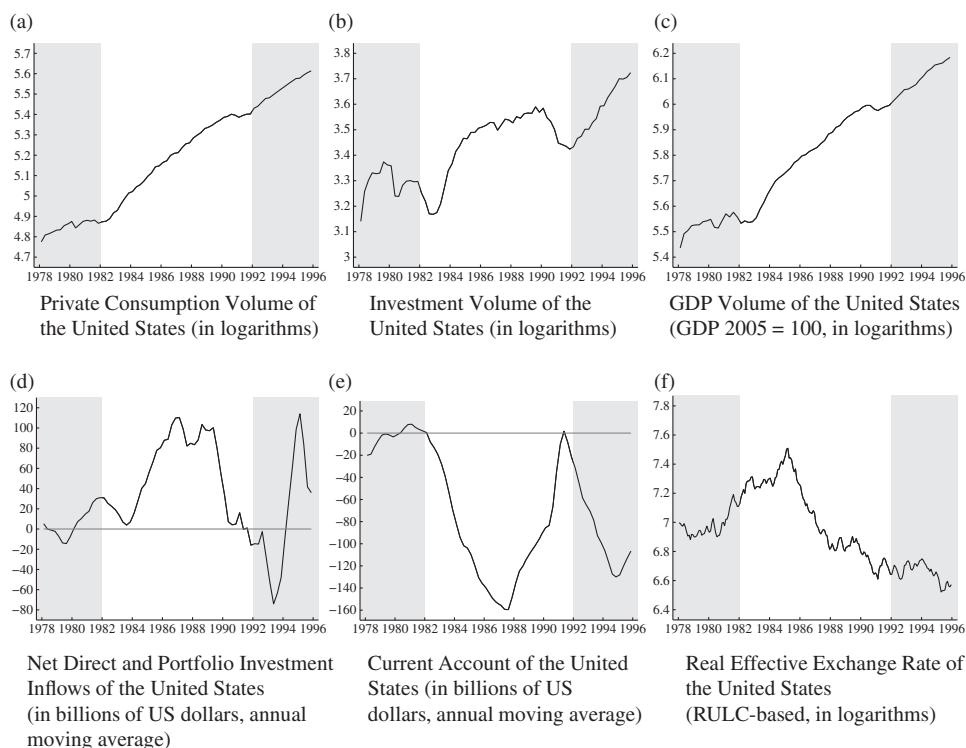 (a)
5.7
5.6
5.5
5.4
5.3
5.2
5.1
5
4.9
4.8
4.7
1978 1980 1982 1984 1986 1988 1990 1992 1994 1996
Private Consumption Volume of
the United States (in logarithms)
(b)
3.8
3.7
3.6
3.5
3.4
3.3
3.2
3.1
3
1978 1980 1982 1984 1986 1988 1990 1992 1994 1996
Investment Volume of the
United States (in logarithms)
(c)
6.2
6.1
6
5.9
5.8
5.7
5.6
5.5
5.4
1978 1980 1982 1984 1986 1988 1990 1992 1994 1996
GDP Volume of the United States
(GDP 2005 = 100, in logarithms)
(d)
120
100
80
60
40
20
0
−20
−40
−60
−80
1978 1980 1982 1984 1986 1988 1990 1992 1994 1996
Net Direct and Portfolio Investment
Inflows of the United States
(in billions of US dollars, annual
moving average)
(e)
20
0
−20
−40
−60
−80
−100
−120
−140
−160
1978 1980 1982 1984 1986 1988 1990 1992 1994 1996
Current Account of the United
States (in billions of US
dollars, annual moving average)
(f)
7.8
7.6
7.4
7.2
7
6.8
6.6
6.4
1978 1980 1982 1984 1986 1988 1990 1992 1994 1996
Real Effective Exchange Rate of
the United States
(RULC-based, in logarithms)